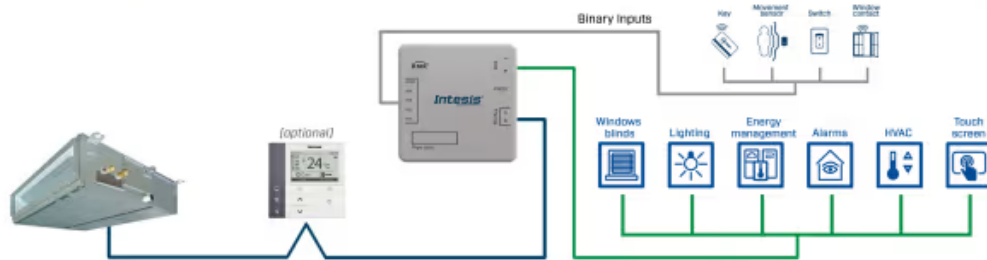 Binary Inputs
Key
Movement
sensor
Switch
Window
contact
KNX
Intesis
(optional)
24
Windows
blinds
Lighting
Energy
management
Alarms
HVAC
Touch
screen